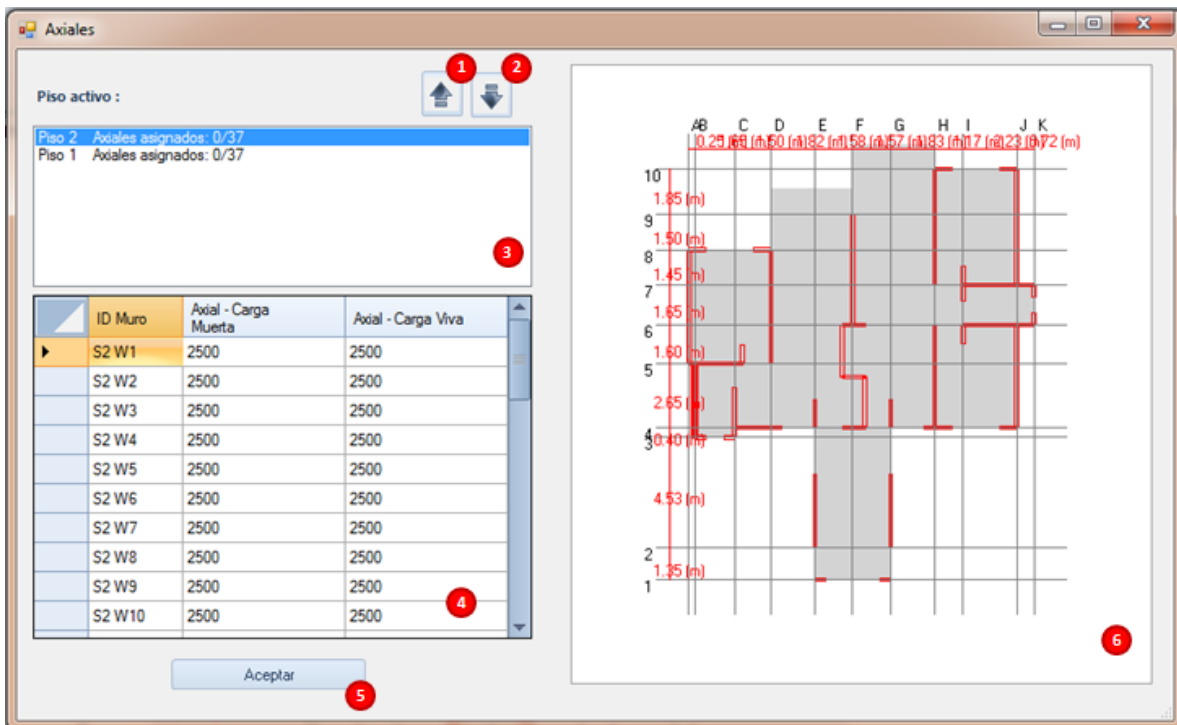 Axiales
1 2
Piso activo :
Piso 2 Axiales asignados: 0/37
Piso 1 Axiales asignados: 0/37
3
ID Muro Axial - Carga Muerta Axial - Carga Viva
S2 W1 2500 2500
S2 W2 2500 2500
S2 W3 2500 2500
S2 W4 2500 2500
S2 W5 2500 2500
S2 W6 2500 2500
S2 W7 2500 2500
S2 W8 2500 2500
S2 W9 2500 2500
S2 W10 2500 2500
4
Aceptar
5
A B C D E F G H I J K
10
1.85 (m)
9
1.50 (m)
8
1.45 (m)
7
1.65 (m)
6
1.60 (m)
5
2.65 (m)
4
3 0.40 (m)
4.53 (m)
2
1.35 (m)
1
6